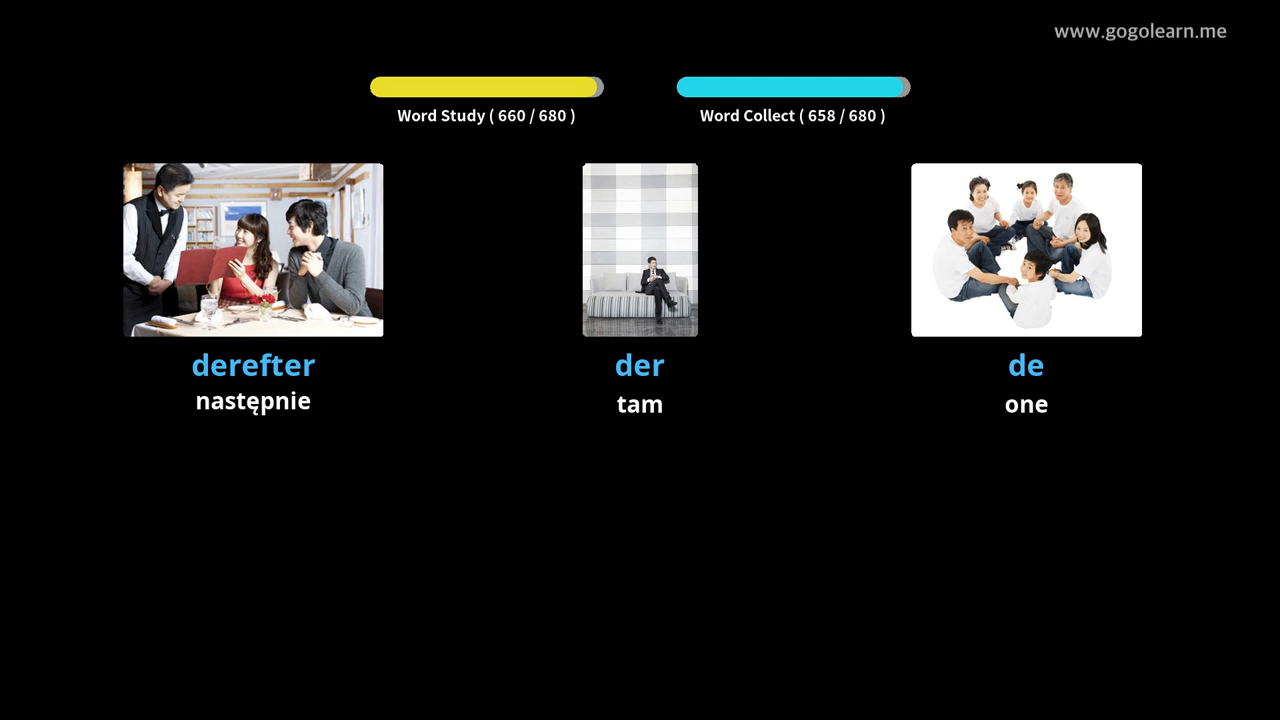 www.gogolearn.me
Word Study ( 660 / 680 )
Word Collect ( 658 / 680 )
derefter
następnie
der
tam
de
one